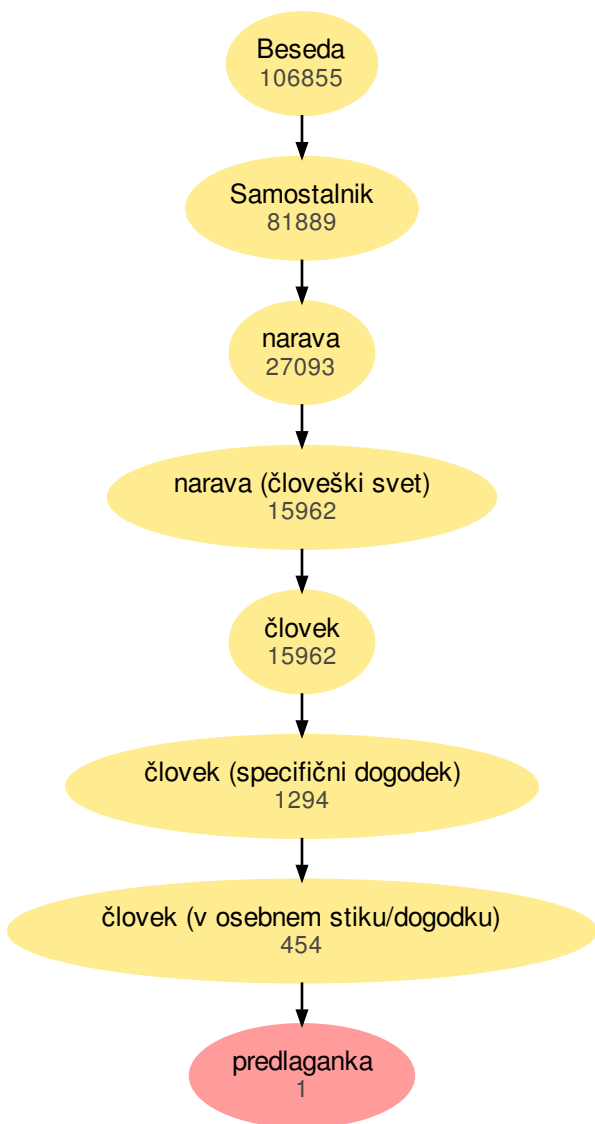 Beseda
106855
Samostalnik
81889
narava
27093
narava (človeški svet)
15962
človek
15962
človek (specifični dogodek)
1294
človek (v osebnem stiku/dogodku)
454
predlaganka
1